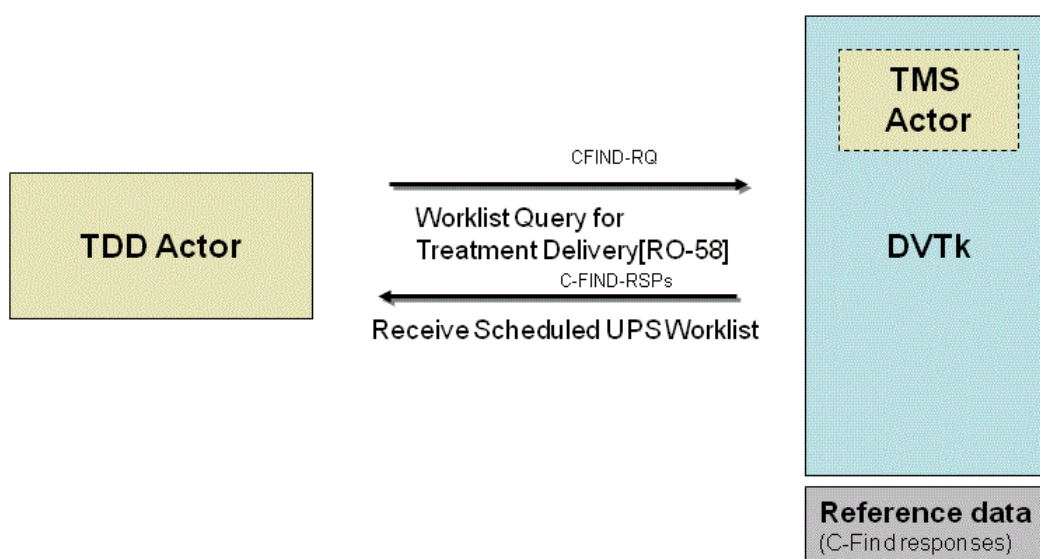 TMS
Actor
CFIND-RQ
TDD Actor
Worklist Query for
Treatment Delivery[RO-58]
DVTk
C-FIND-RSPs
Receive Scheduled UPS Worklist
Reference data
(C-Find responses)